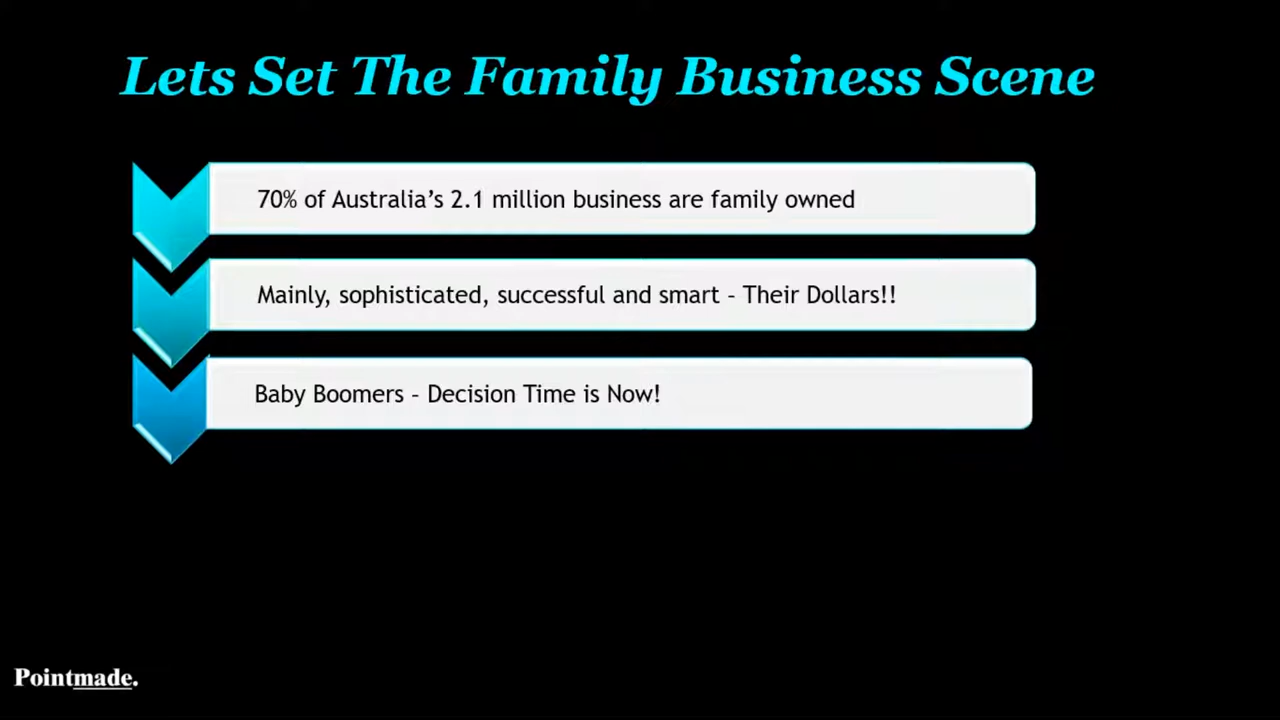 Lets Set The Family Business Scene
70% of Australia’s 2.1 million business are family owned
Mainly, sophisticated, successful and smart – Their Dollars!!
Baby Boomers – Decision Time is Now!
Pointmade.